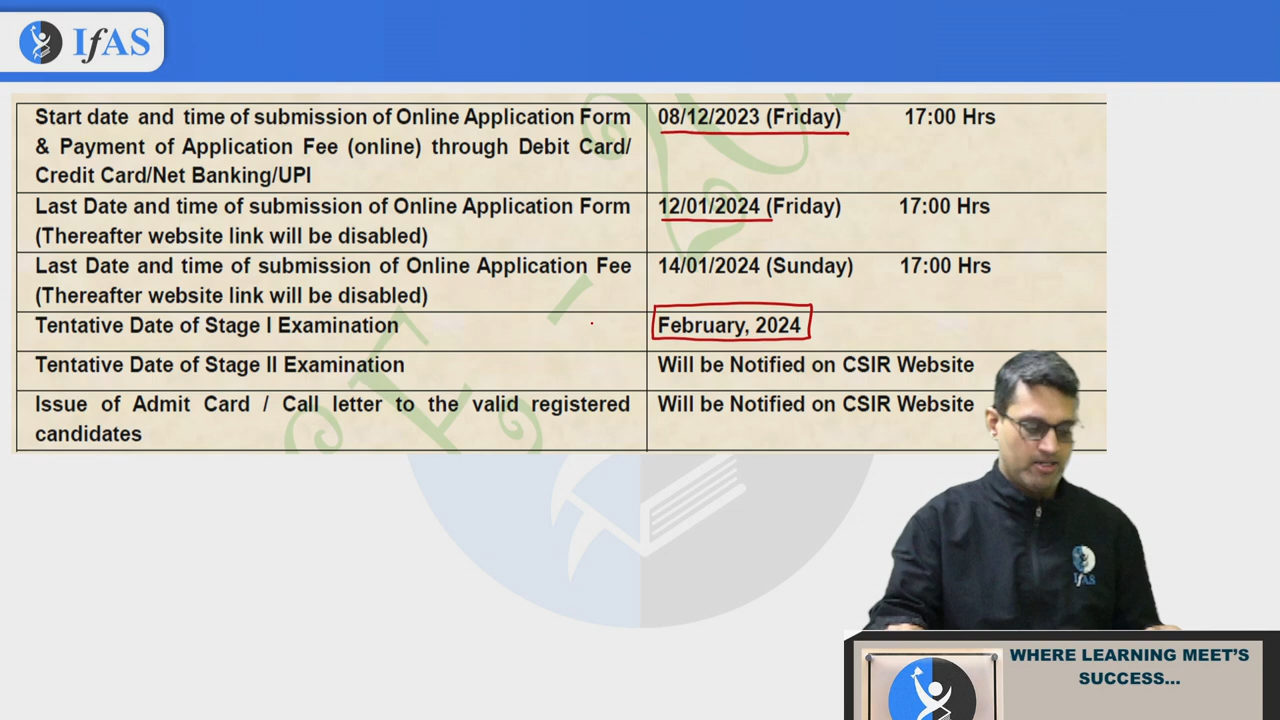 IfAS
Start date and time of submission of Online Application Form 08/12/2023 (Friday) 17:00 Hrs
& Payment of Application Fee (online) through Debit Card/
Credit Card/Net Banking/UPI
Last Date and time of submission of Online Application Form 12/01/2024 (Friday) 17:00 Hrs
(Thereafter website link will be disabled)
Last Date and time of submission of Online Application Fee 14/01/2024 (Sunday) 17:00 Hrs
(Thereafter website link will be disabled)
Tentative Date of Stage I Examination February, 2024
Tentative Date of Stage II Examination Will be Notified on CSIR Website
Issue of Admit Card / Call letter to the valid registered Will be Notified on CSIR Website
candidates
IfAS
WHERE LEARNING MEET'S
SUCCESS...